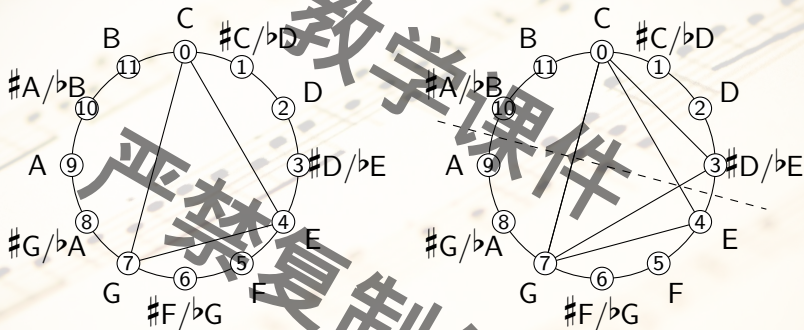 C
♯C/♭D
D
♯D/♭E
E
F
♯F/♭G
G
♯G/♭A
A
♯A/♭B
B
0
1
2
3
4
5
6
7
8
9
10
11
C
♯C/♭D
D
♯D/♭E
E
F
♯F/♭G
G
♯G/♭A
A
♯A/♭B
B
0
1
2
3
4
5
6
7
8
9
10
11
教学课件
严禁复制